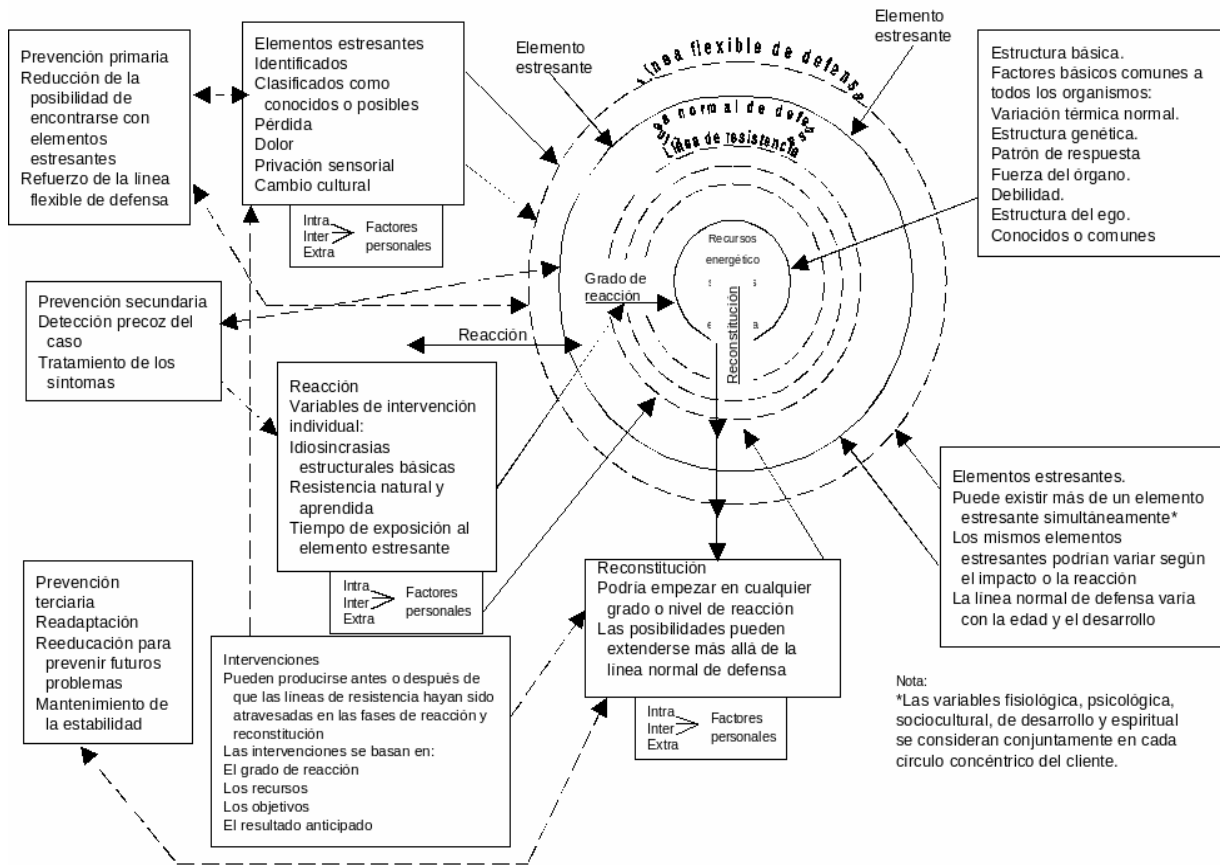 Prevención primaria
Reducción de la
posibilidad de
encontrarse con
elementos
estresantes
Refuerzo de la línea
flexible de defensa
Elementos estresantes
Identificados
Clasificados como
conocidos o posibles
Pérdida
Dolor
Privación sensorial
Cambio cultural
Intra
Inter
Extra
Factores
personales
Elemento
estresante
Elemento
estresante
línea flexible de defensa
normal de
Línea de resistencia
Estructura básica.
Factores básicos comunes a
todos los organismos:
Variación térmica normal.
Estructura genética.
Patrón de respuesta
Fuerza del órgano.
Debilidad.
Estructura del ego.
Conocidos o comunes
Recursos
energético
Grado de
reacción
Reconstitución
Reacción
Prevención secundaria
Detección precoz del
caso
Tratamiento de los
síntomas
Reacción
Variables de intervención
individual:
Idiosincrasias
estructurales básicas
Resistencia natural y
aprendida
Tiempo de exposición al
elemento estresante
Intra
Inter
Extra
Factores
personales
Elementos estresantes.
Puede existir más de un elemento
estresante simultáneamente*
Los mismos elementos
estresantes podrían variar según
el impacto o la reacción
La línea normal de defensa varía
con la edad y el desarrollo
Prevención
terciaria
Readaptación
Reeducación para
prevenir futuros
problemas
Mantenimiento de
la estabilidad
Intervenciones
Pueden producirse antes o después de
que las líneas de resistencia hayan sido
atravesadas en las fases de reacción y
reconstitución
Las intervenciones se basan en:
El grado de reacción
Los recursos
Los objetivos
El resultado anticipado
Reconstitución
Podría empezar en cualquier
grado o nivel de reacción
Las posibilidades pueden
extenderse más allá de la
línea normal de defensa
Intra
Inter
Extra
Factores
personales
Nota:
*Las variables fisiológica, psicológica,
sociocultural, de desarrollo y espiritual
se consideran conjuntamente en cada
círculo concéntrico del cliente.